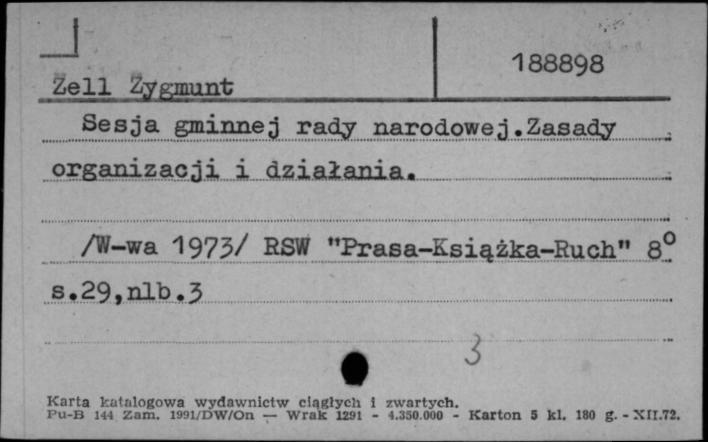 188898
Zell Zygmunt
Sesja gminnej rady narodowej.Zasady
organizacji i działania.
/W-wa 1973/ RSW "Prasa-Książka-Ruch" 8°
s.29,nlb.3
3
Karta katalogowa wydawnictw ciągłych i zwartych.
Pu-B 144 Zam. 1991/DW/On — Wrak 1291 - 4.350.000 - Karton 5 kl. 180 g. - XII.72.